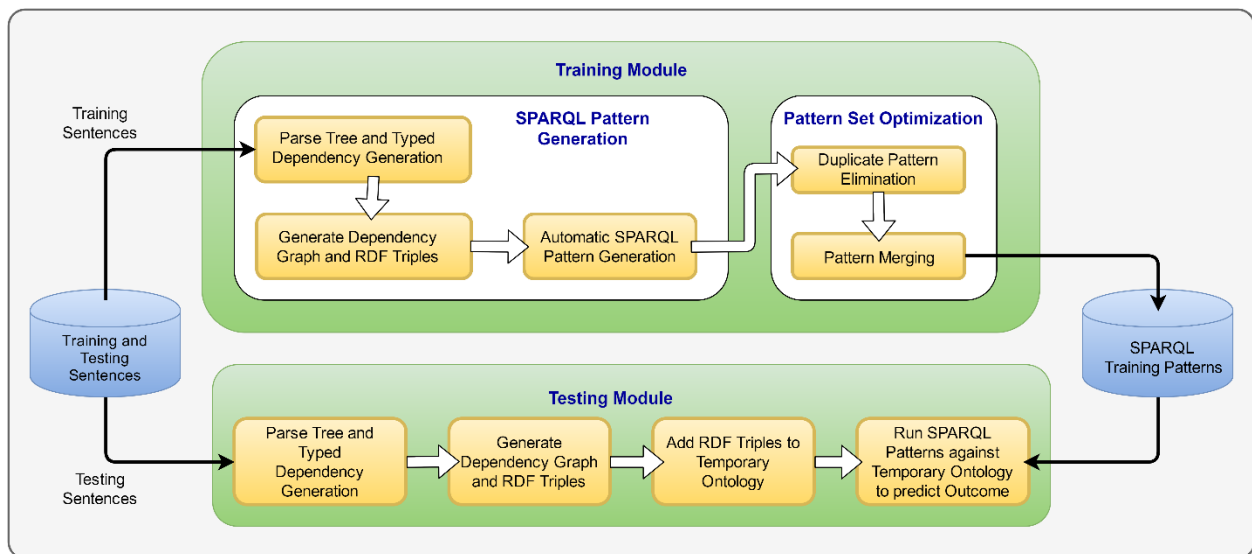 Training Module
Training
Sentences
SPARQL Pattern
Generation
Parse Tree and Typed
Dependency Generation
Generate Dependency
Graph and RDF Triples
Automatic SPARQL
Pattern Generation
Pattern Set Optimization
Duplicate Pattern
Elimination
Pattern Merging
Training and
Testing
Sentences
SPARQL
Training Patterns
Testing Module
Testing
Sentences
Parse Tree and
Typed
Dependency
Generation
Generate
Dependency Graph
and RDF Triples
Add RDF Triples to
Temporary
Ontology
Run SPARQL
Patterns against
Temporary Ontology
to predict Outcome